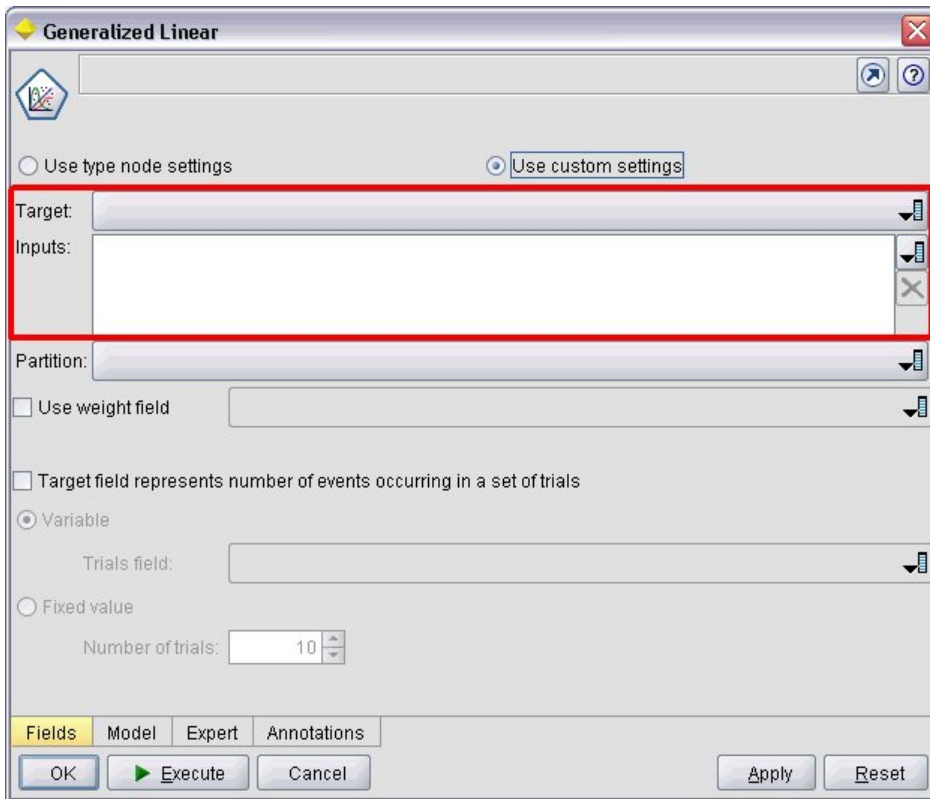 Generalized Linear
Use type node settings
Use custom settings
Target:
Inputs:
Partition:
Use weight field
Target field represents number of events occurring in a set of trials
Variable
Trials field:
Fixed value
Number of trials: 10
Fields Model Expert Annotations
OK Execute Cancel Apply Reset